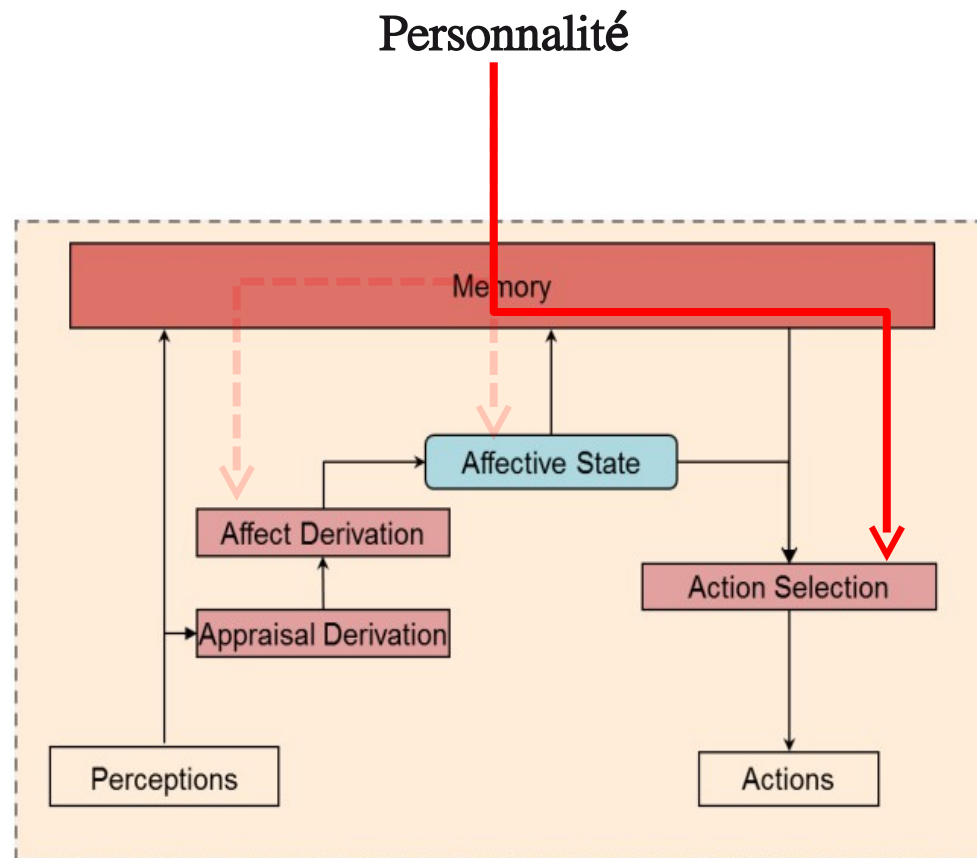 Personnalité
Memory
Affective State
Affect Derivation
Action Selection
Appraisal Derivation
Perceptions
Actions